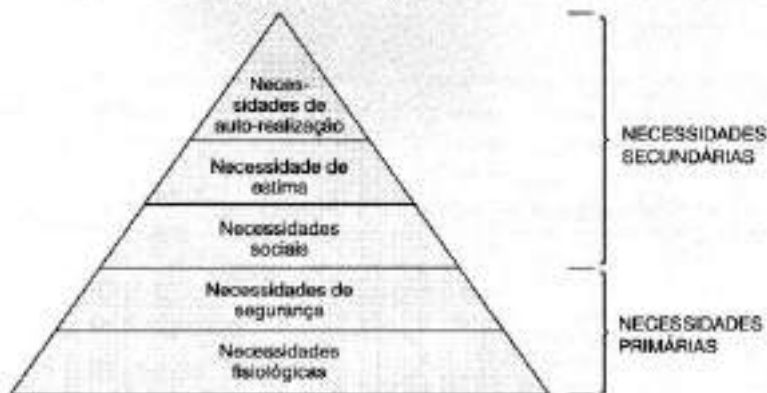 Neces-
sidades de
auto-realização
Necessidade de
estima
Necessidades
sociais
Necessidades de
segurança
Necessidades
fisiológicas
NECESSIDADES
SECUNDÁRIAS
NECESSIDADES
PRIMÁRIAS